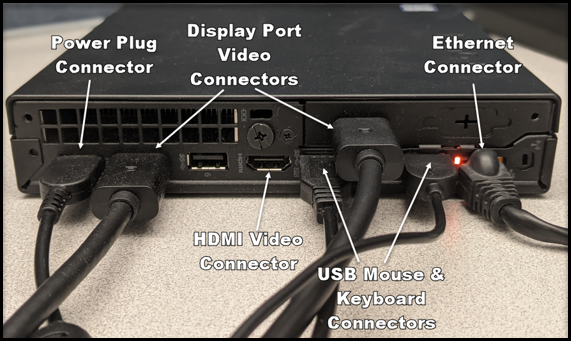 Power Plug
Connector
Display Port
Video
Connectors
Ethernet
Connector
HDMI Video
Connector
USB Mouse &
Keyboard
Connectors